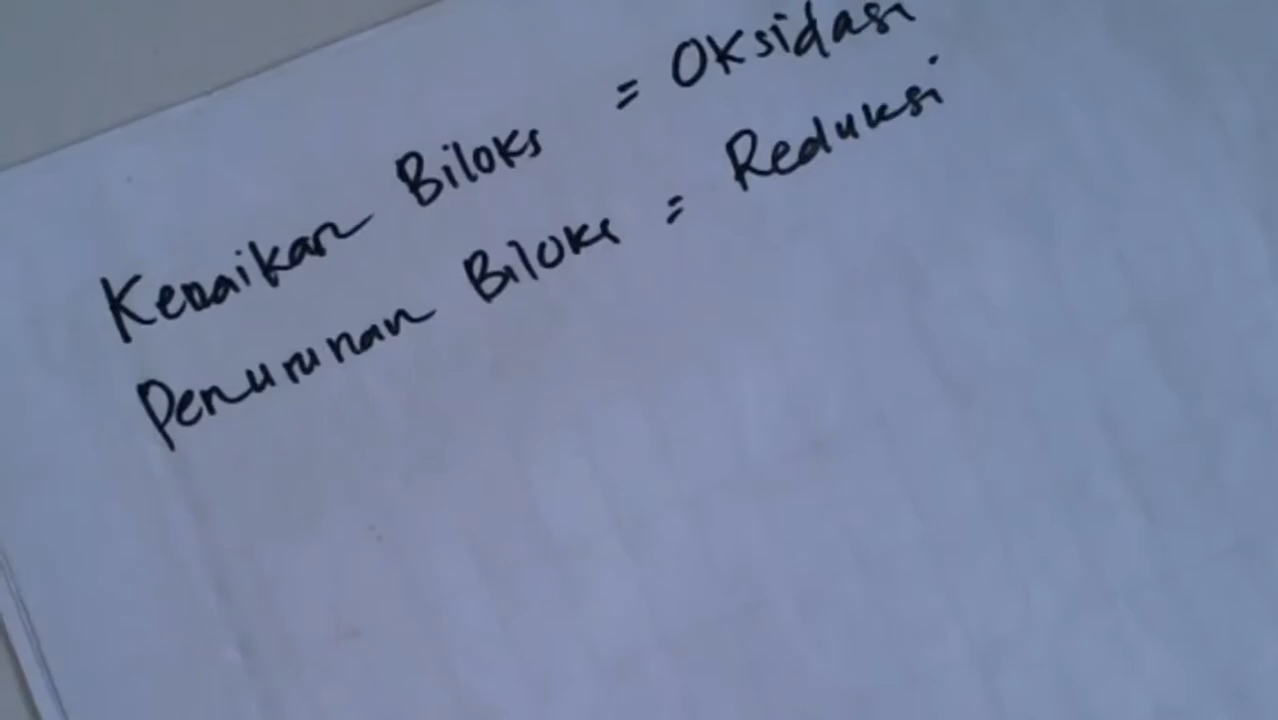 Kenaikan Biloks = Oksidasi
Penurunan Biloks = Reduksi